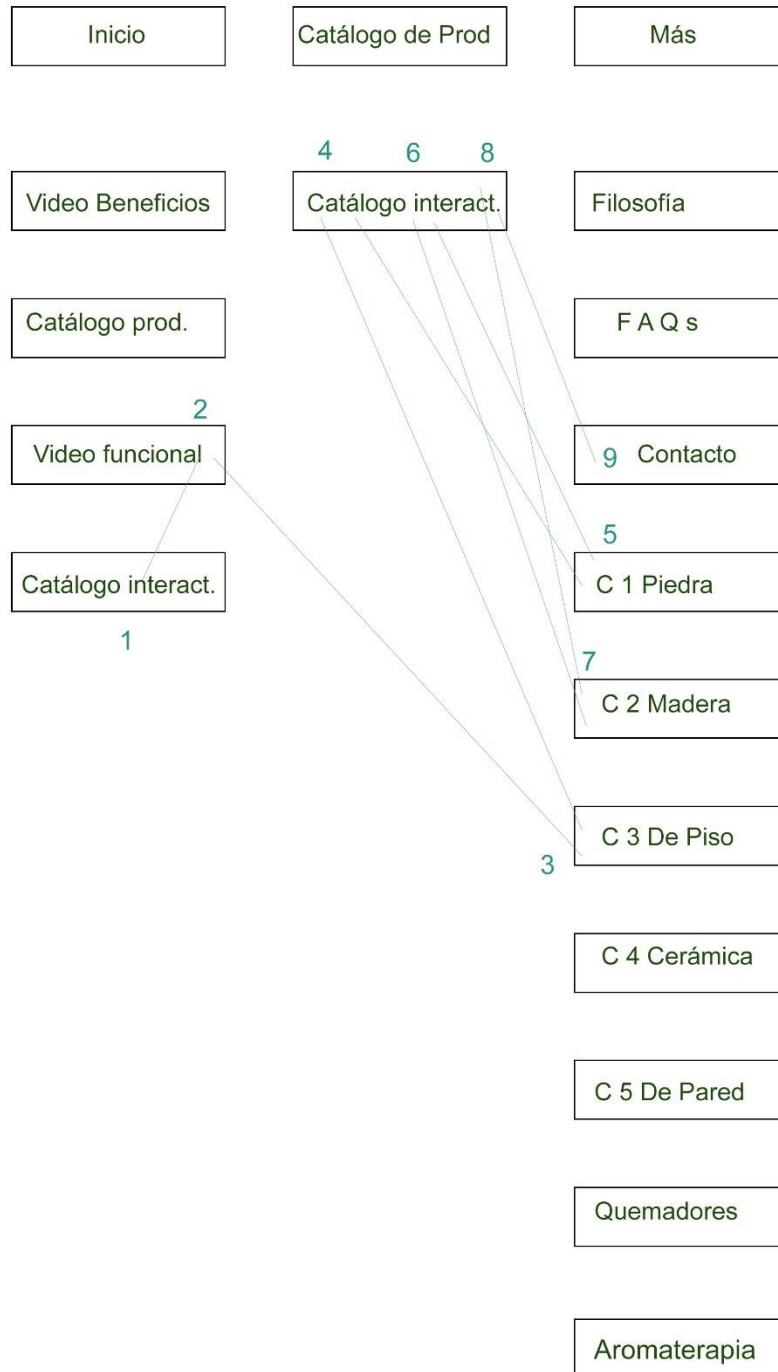 Inicio
Catálogo de Prod
Más
4
6
8
Video Beneficios
Catálogo interact.
Filosofía
Catálogo prod.
F A Q s
2
Video funcional
9
Contacto
5
Catálogo interact.
C 1 Piedra
1
7
C 2 Madera
C 3 De Piso
3
C 4 Cerámica
C 5 De Pared
Quemadores
Aromaterapia